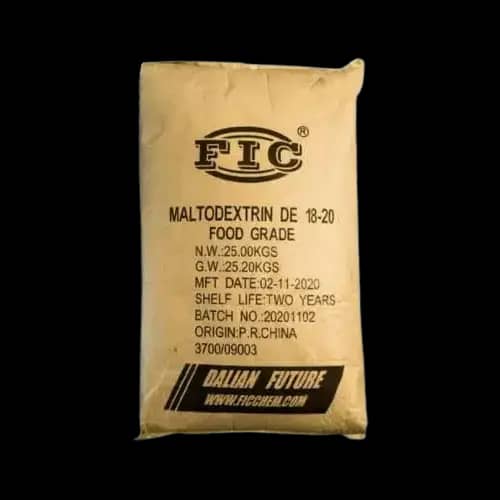 FIC®
MALTODEXTRIN DE 18-20
FOOD GRADE
N.W.:25.00KGS
G.W.:25.20KGS
MFT DATE:02-11-2020
SHELF LIFE:TWO YEARS
BATCH NO.:20201102
ORIGIN:P.R.CHINA
3700/09003
DALIAN FUTURE
WWW.FICCHEM.COM